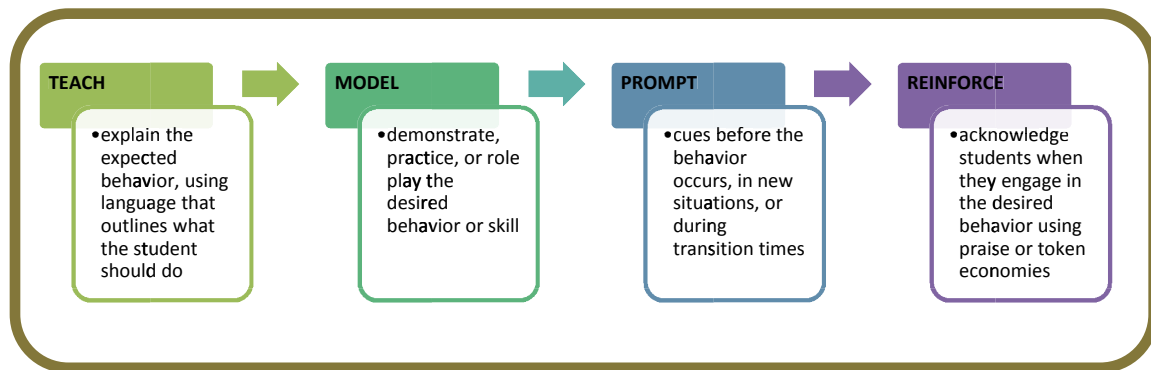 TEACH
•explain the
expected
behavior, using
language that
outlines what
the student
should do
MODEL
•demonstrate,
practice, or role
play the
desired
behavior or skill
PROMPT
•cues before the
behavior
occurs, in new
situations, or
during
transition times
REINFORCE
•acknowledge
students when
they engage in
the desired
behavior using
praise or token
economies